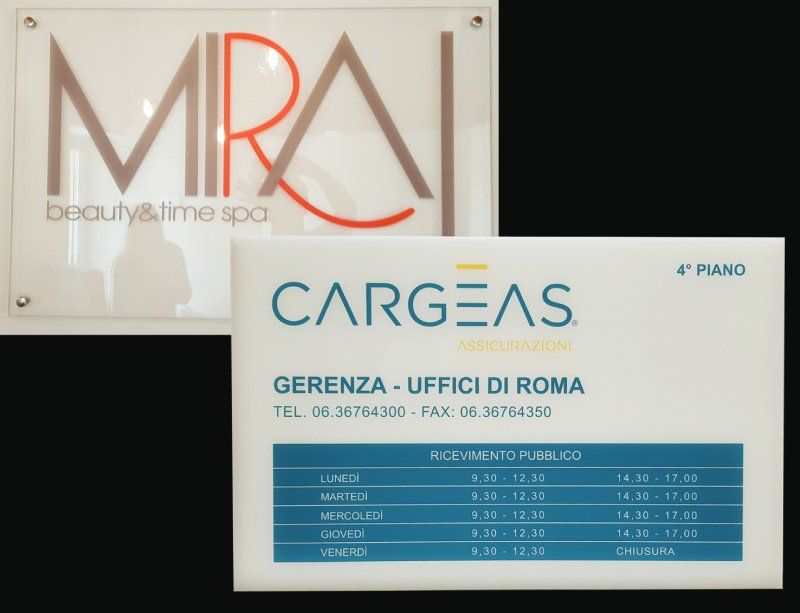 MIRAJ
beauty&time spa
4° PIANO
CARGEAS®
ASSICURAZIONI
GERENZA - UFFICI DI ROMA
TEL. 06.36764300 - FAX: 06.36764350
RICEVIMENTO PUBBLICO
LUNEDÌ 9,30 - 12,30 14,30 - 17,00
MARTEDÌ 9,30 - 12,30 14,30 - 17,00
MERCOLEDÌ 9,30 - 12,30 14,30 - 17,00
GIOVEDÌ 9,30 - 12,30 14,30 - 17,00
VENERDÌ 9,30 - 12,30 CHIUSURA